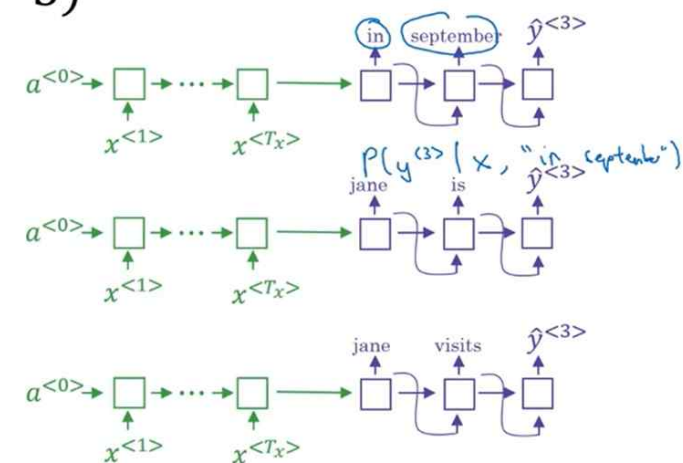 in september ŷ<3>
a<0> ...
x<1> x<Tx>
P(y<3> | x, "in september")
jane is ŷ<3>
a<0> ...
x<1> x<Tx>
jane visits ŷ<3>
a<0> ...
x<1> x<Tx>